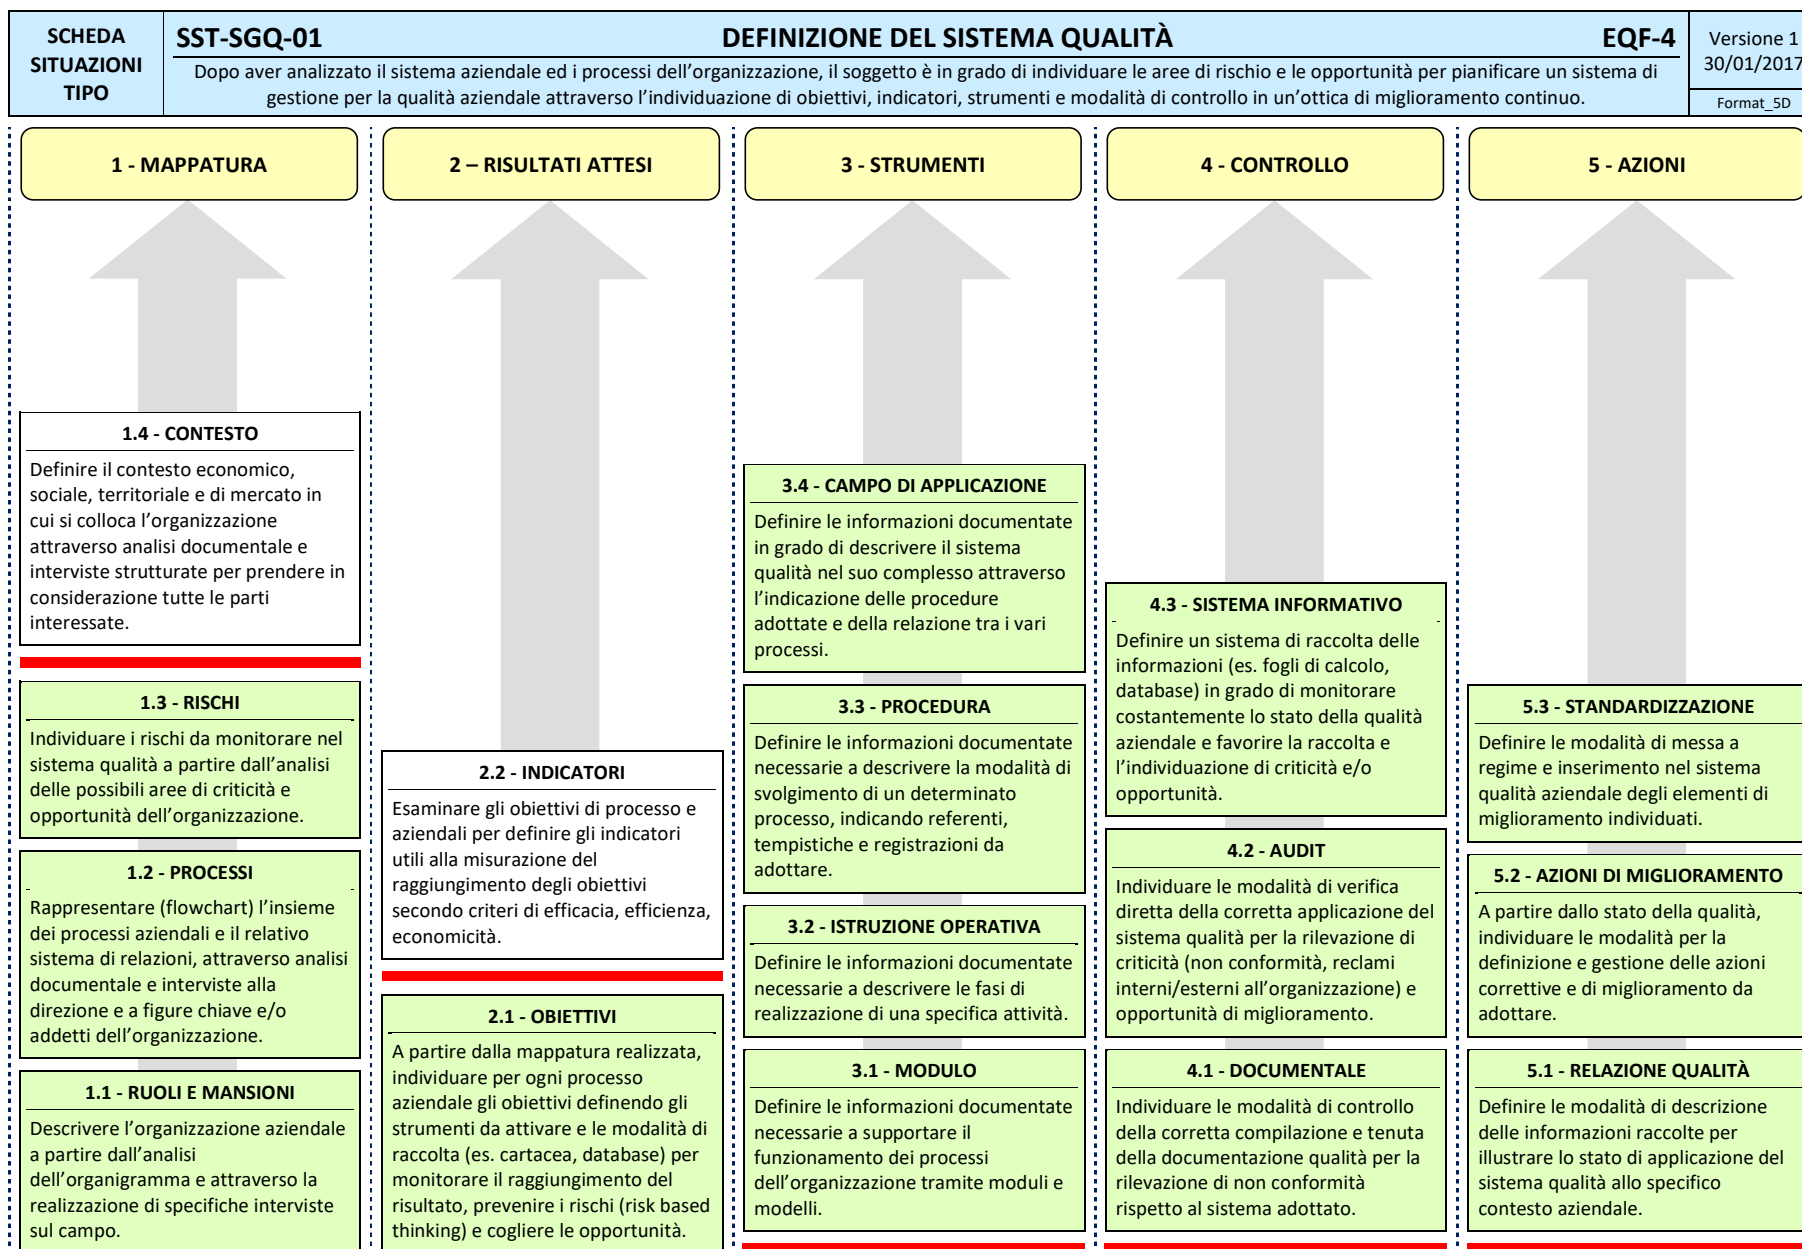 SCHEDA
SITUAZIONI
TIPO
SST-SGQ-01
DEFINIZIONE DEL SISTEMA QUALITÀ
EQF-4
Dopo aver analizzato il sistema aziendale ed i processi dell'organizzazione, il soggetto è in grado di individuare le aree di rischio e le opportunità per pianificare un sistema di
gestione per la qualità aziendale attraverso l'individuazione di obiettivi, indicatori, strumenti e modalità di controllo in un'ottica di miglioramento continuo.
Versione 1
30/01/2017
Format_5D
1 - MAPPATURA
1.4 - CONTESTO
Definire il contesto economico,
sociale, territoriale e di mercato in
cui si colloca l'organizzazione
attraverso analisi documentale e
interviste strutturate per prendere in
considerazione tutte le parti
interessate.
1.3 - RISCHI
Individuare i rischi da monitorare nel
sistema qualità a partire dall'analisi
delle possibili aree di criticità e
opportunità dell'organizzazione.
1.2 - PROCESSI
Rappresentare (flowchart) l'insieme
dei processi aziendali e il relativo
sistema di relazioni, attraverso analisi
documentale e interviste alla
direzione e a figure chiave e/o
addetti dell'organizzazione.
1.1 - RUOLI E MANSIONI
Descrivere l'organizzazione aziendale
a partire dall'analisi
dell'organigramma e attraverso la
realizzazione di specifiche interviste
sul campo.
2 – RISULTATI ATTESI
2.2 - INDICATORI
Esaminare gli obiettivi di processo e
aziendali per definire gli indicatori
utili alla misurazione del
raggiungimento degli obiettivi
secondo criteri di efficacia, efficienza,
economicità.
2.1 - OBIETTIVI
A partire dalla mappatura realizzata,
individuare per ogni processo
aziendale gli obiettivi definendo gli
strumenti da attivare e le modalità di
raccolta (es. cartacea, database) per
monitorare il raggiungimento del
risultato, prevenire i rischi (risk based
thinking) e cogliere le opportunità.
3 - STRUMENTI
3.4 - CAMPO DI APPLICAZIONE
Definire le informazioni documentate
in grado di descrivere il sistema
qualità nel suo complesso attraverso
l'indicazione delle procedure
adottate e della relazione tra i vari
processi.
3.3 - PROCEDURA
Definire le informazioni documentate
necessarie a descrivere la modalità di
svolgimento di un determinato
processo, indicando referenti,
tempistiche e registrazioni da
adottare.
3.2 - ISTRUZIONE OPERATIVA
Definire le informazioni documentate
necessarie a descrivere le fasi di
realizzazione di una specifica attività.
3.1 - MODULO
Definire le informazioni documentate
necessarie a supportare il
funzionamento dei processi
dell'organizzazione tramite moduli e
modelli.
4 - CONTROLLO
4.3 - SISTEMA INFORMATIVO
Definire un sistema di raccolta delle
informazioni (es. fogli di calcolo,
database) in grado di monitorare
costantemente lo stato della qualità
aziendale e favorire la raccolta e
l'individuazione di criticità e/o
opportunità.
4.2 - AUDIT
Individuare le modalità di verifica
diretta della corretta applicazione del
sistema qualità per la rilevazione di
criticità (non conformità, reclami
interni/esterni all'organizzazione) e
opportunità di miglioramento.
4.1 - DOCUMENTALE
Individuare le modalità di controllo
della corretta compilazione e tenuta
della documentazione qualità per la
rilevazione di non conformità
rispetto al sistema adottato.
5 - AZIONI
5.3 - STANDARDIZZAZIONE
Definire le modalità di messa a
regime e inserimento nel sistema
qualità aziendale degli elementi di
miglioramento individuati.
5.2 - AZIONI DI MIGLIORAMENTO
A partire dallo stato della qualità,
individuare le modalità per la
definizione e gestione delle azioni
correttive e di miglioramento da
adottare.
5.1 - RELAZIONE QUALITÀ
Definire le modalità di descrizione
delle informazioni raccolte per
illustrare lo stato di applicazione del
sistema qualità allo specifico
contesto aziendale.